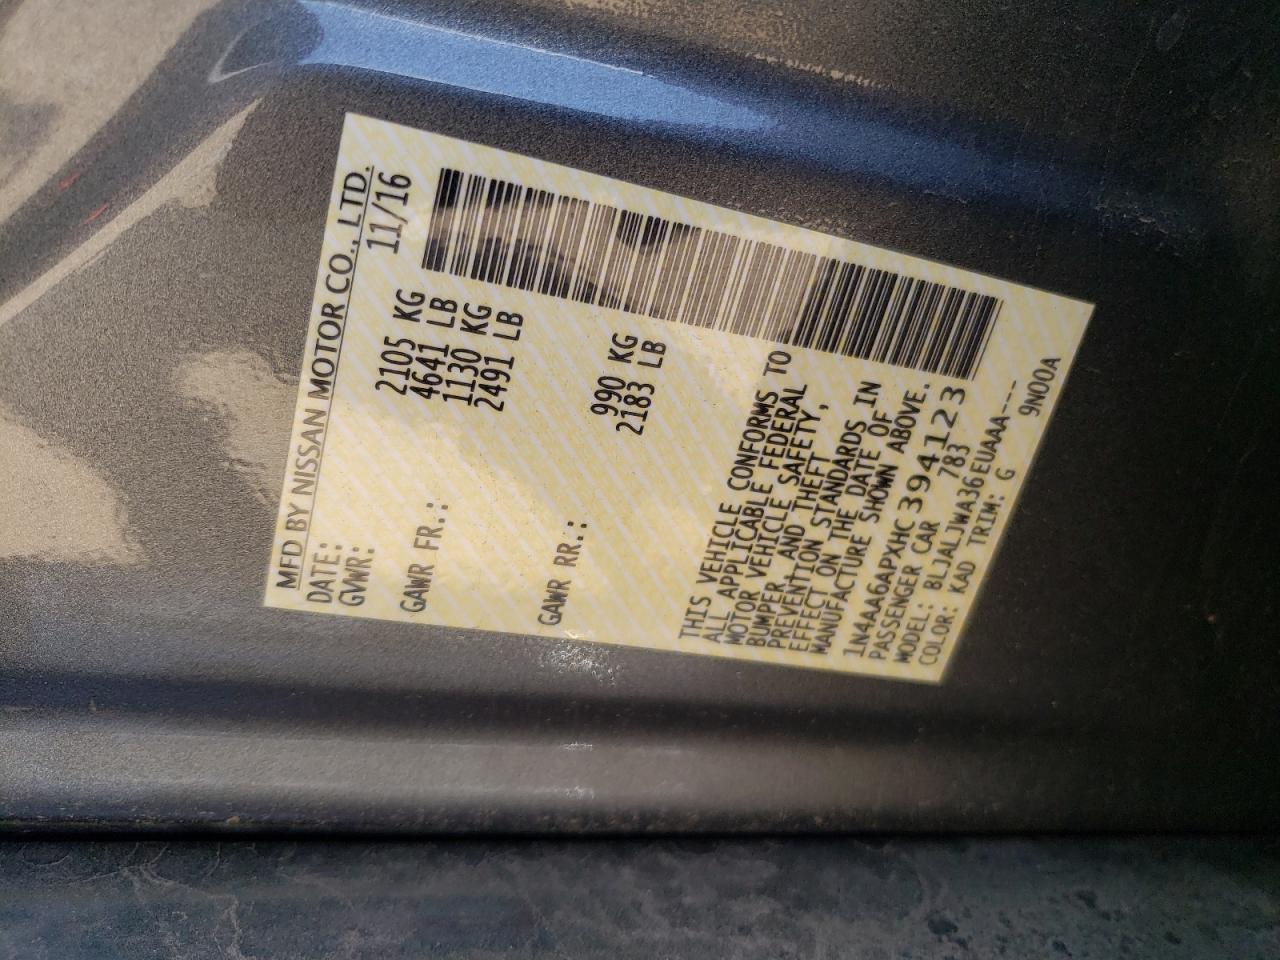 MFD BY NISSAN MOTOR CO., LTD.
DATE: 11/16
GVWR: 2105 KG
4641 LB
GAWR FR.: 1130 KG
2491 LB
GAWR RR.: 990 KG
2183 LB
THIS VEHICLE CONFORMS TO
ALL APPLICABLE FEDERAL
MOTOR VEHICLE SAFETY,
BUMPER, AND THEFT
PREVENTION STANDARDS IN
EFFECT ON THE DATE OF
MANUFACTURE SHOWN ABOVE.
1N4AA6APXHC394123
PASSENGER CAR 783
MODEL: BLJALJWA36EUAAA---
COLOR: KAD TRIM: G 9N00A